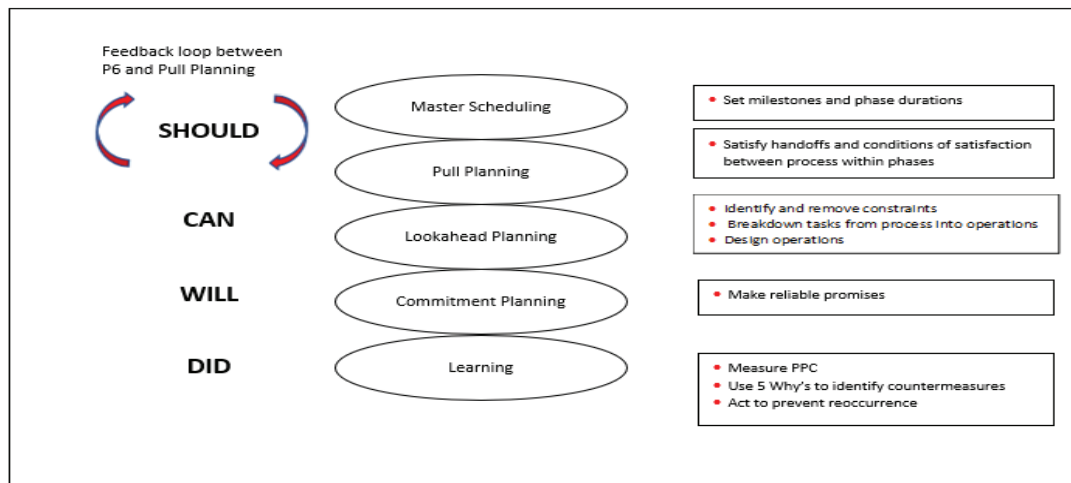 Feedback loop between
P6 and Pull Planning
SHOULD
Master Scheduling
• Set milestones and phase durations
Pull Planning
• Satisfy handoffs and conditions of satisfaction
between process within phases
CAN
Lookahead Planning
• Identify and remove constraints
• Breakdown tasks from process into operations
• Design operations
WILL
Commitment Planning
• Make reliable promises
DID
Learning
• Measure PPC
• Use 5 Why's to identify countermeasures
• Act to prevent reoccurrence